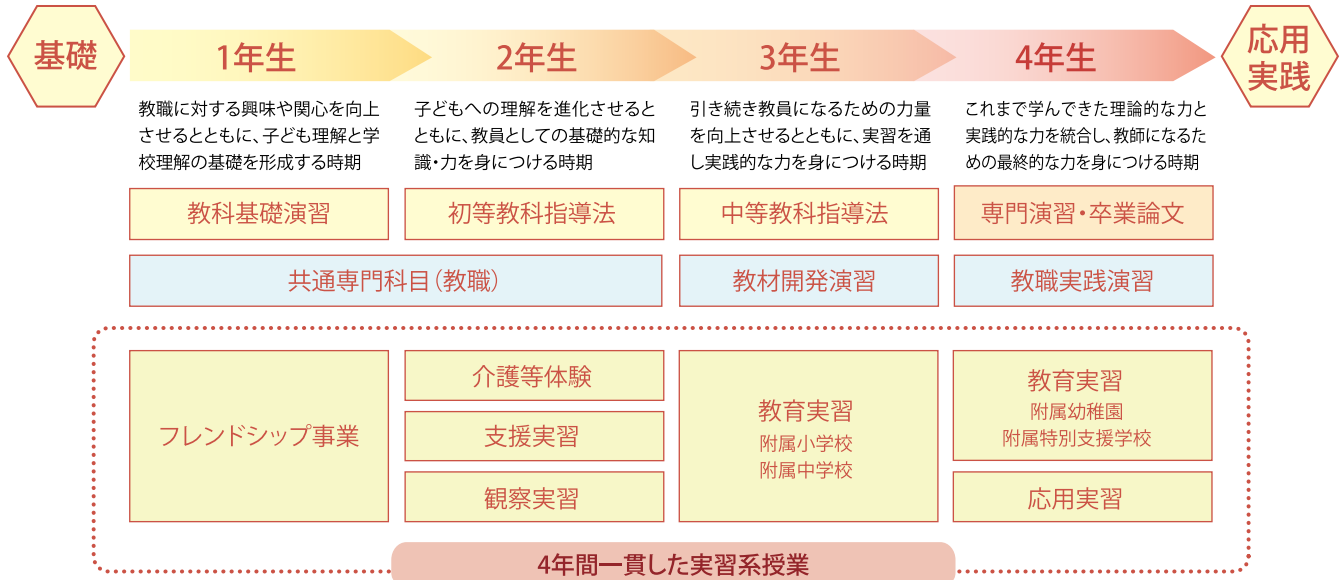 基礎
1年生
2年生
3年生
4年生
応用
実践
教職に対する興味や関心を向上
させるとともに、子ども理解と学
校理解の基礎を形成する時期
子どもへの理解を進化させると
ともに、教員としての基礎的な知
識・力を身につける時期
引き続き教員になるための力量
を向上させるとともに、実習を通
し実践的な力を身につける時期
これまで学んできた理論的な力と
実践的な力を統合し、教師になるた
めの最終的な力を身につける時期
教科基礎演習
初等教科指導法
中等教科指導法
専門演習・卒業論文
共通専門科目（教職）
教材開発演習
教職実践演習
フレンドシップ事業
介護等体験
支援実習
観察実習
教育実習
附属小学校
附属中学校
教育実習
附属幼稚園
附属特別支援学校
応用実習
4年間一貫した実習系授業